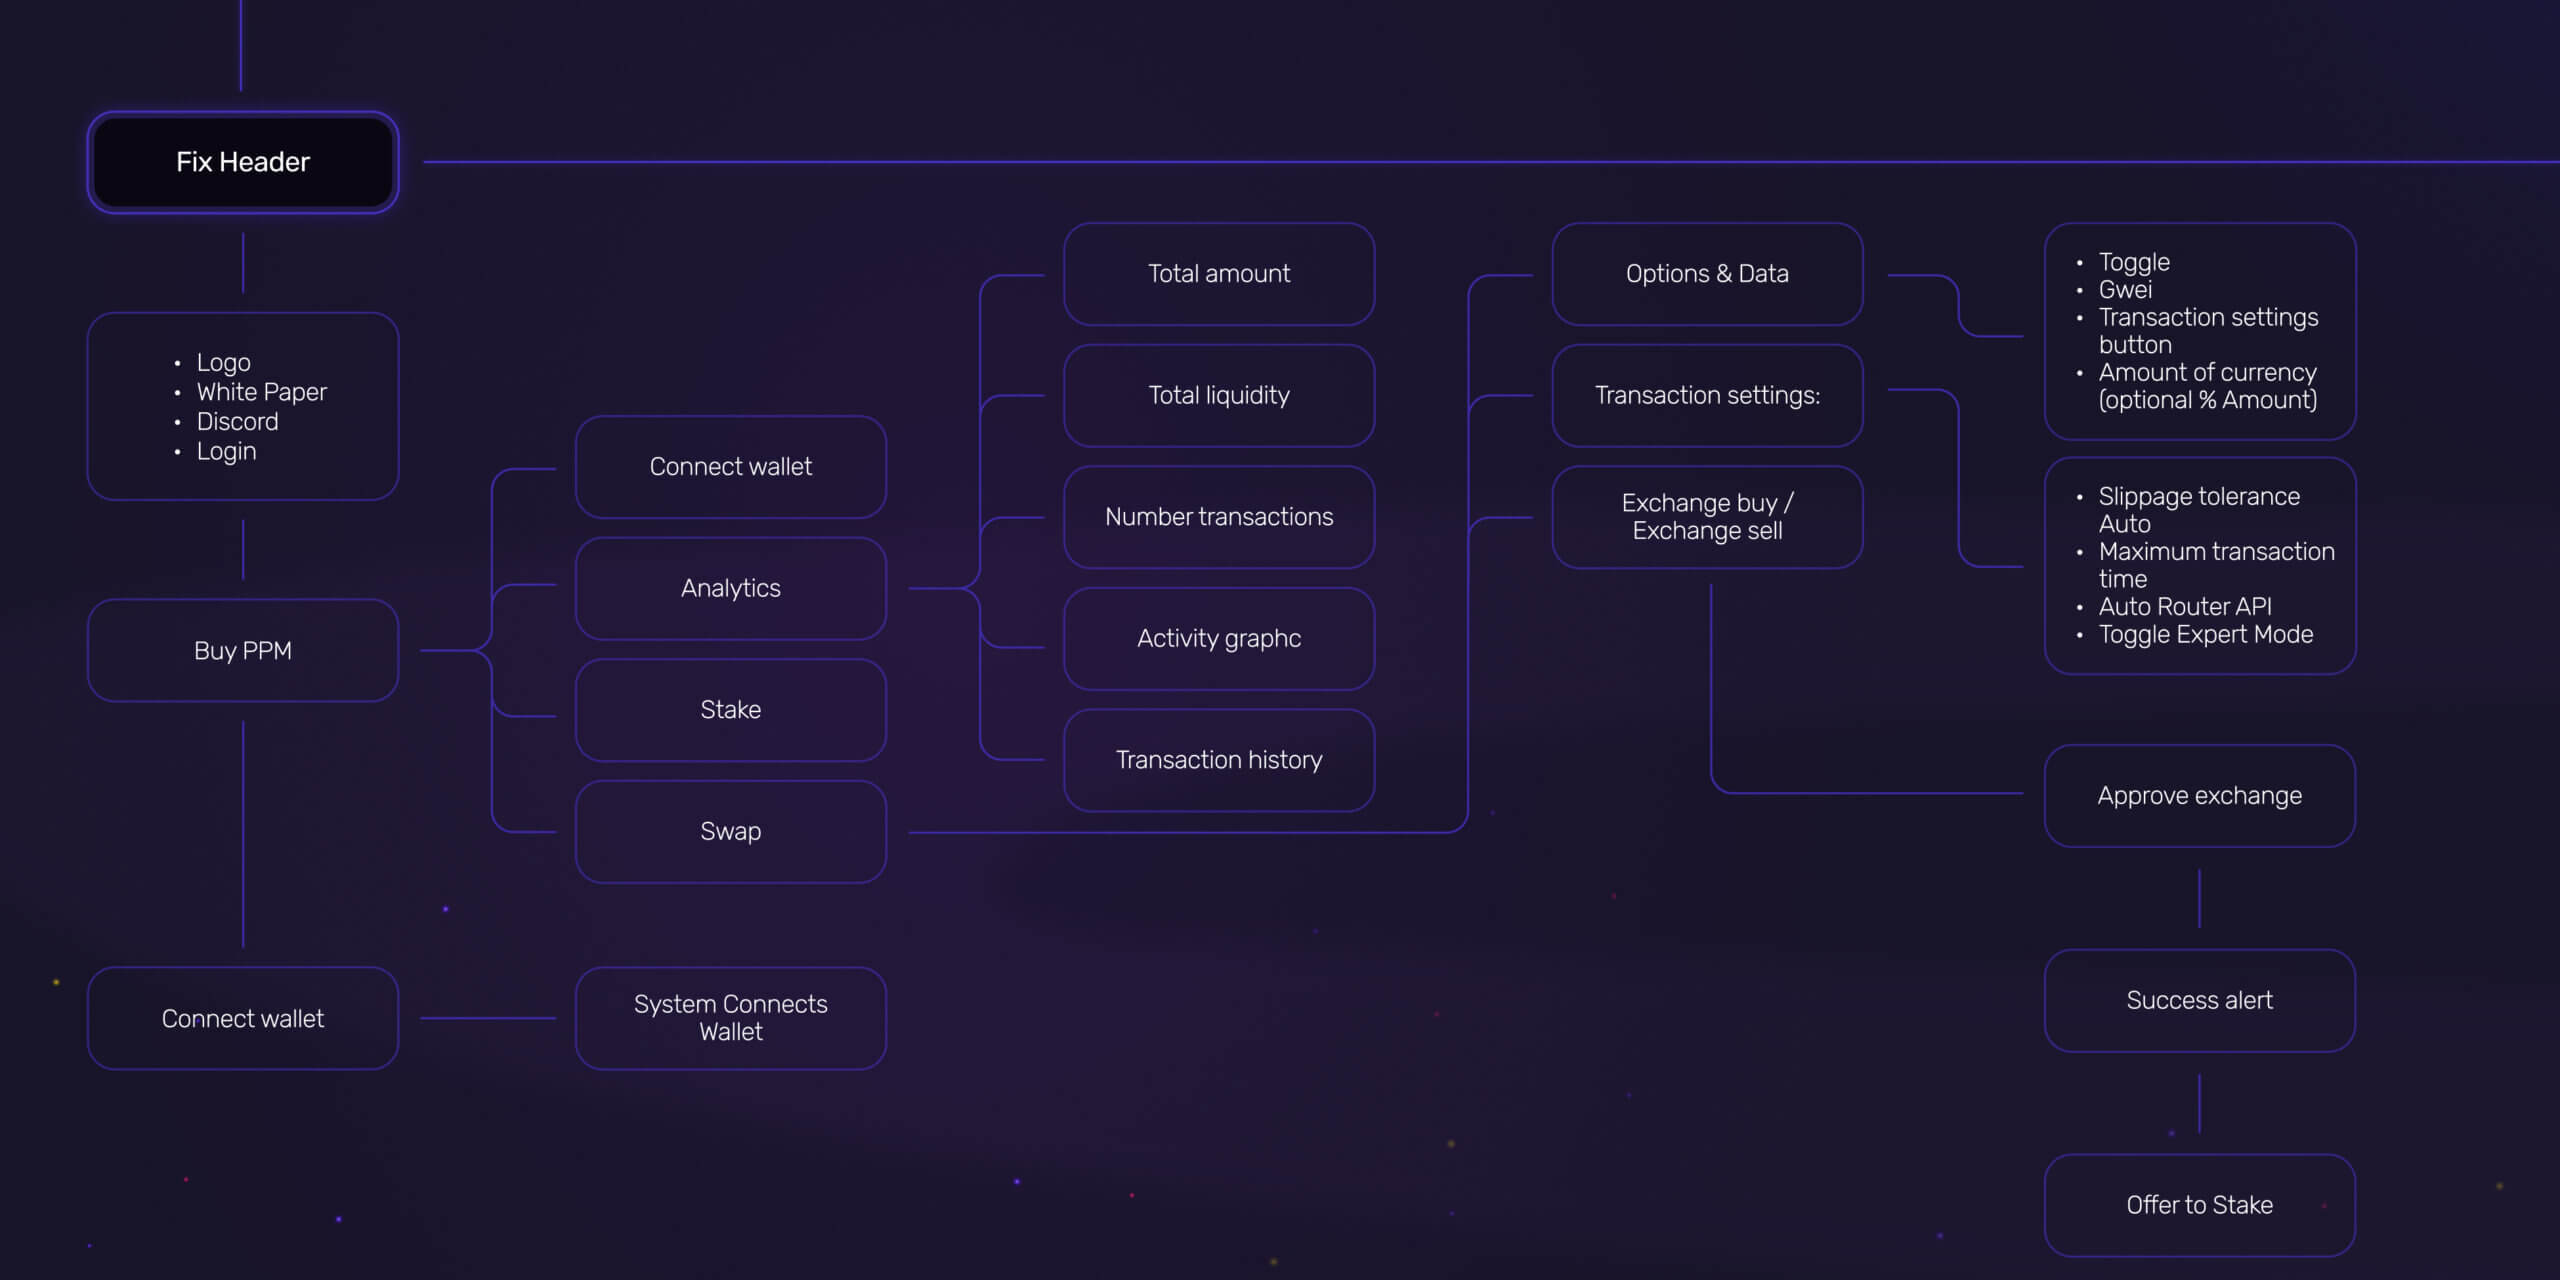 Fix Header
• Logo
• White Paper
• Discord
• Login
Buy PPM
Connect wallet
Connect wallet
Analytics
Stake
Swap
System Connects
Wallet
Total amount
Total liquidity
Number transactions
Activity graphc
Transaction history
Options & Data
Transaction settings:
Exchange buy /
Exchange sell
• Toggle
• Gwei
• Transaction settings
button
• Amount of currency
(optional % Amount)
• Slippage tolerance
Auto
• Maximum transaction
time
• Auto Router API
• Toggle Expert Mode
Approve exchange
Success alert
Offer to Stake